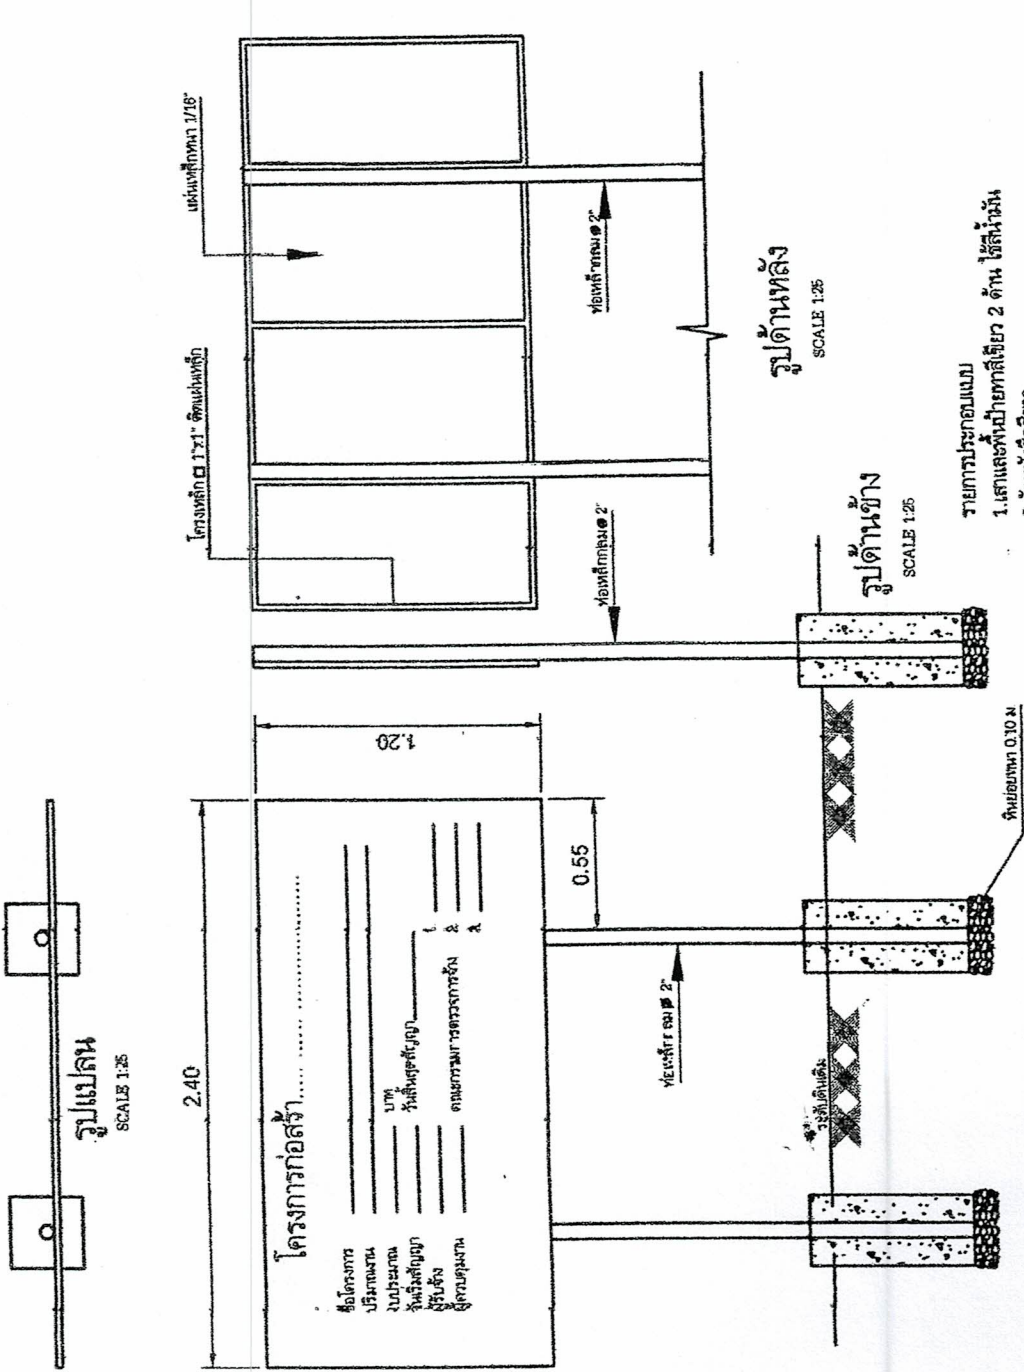 รูปแปลน
SCALE 1:25
2.40
โครงการก่อสร้า.....................
ชื่อโครงการ
ปริมาณงาน
งบประมาณ บาท
วันเริ่มสัญญา วันสิ้นสุดสัญญา
ผู้รับจ้าง
ผู้ควบคุมงาน คณะกรรมการตรวจการจ้าง
1.
2.
3.
1.20
0.55
ท่อเหล็กกลม ø 2"
ระดับดินเดิม
หินย่อยหนา 0.10 ม
ท่อเหล็กกลม ø 2"
รูปด้านข้าง
SCALE 1:25
โครงเหล็ก 1"x1" ติดแผ่นเหล็ก
แผ่นเหล็กหนา 1/16"
ท่อเหล็กกลม ø 2"
รูปด้านหลัง
SCALE 1:25
รายการประกอบแบบ
1.เสาและพื้นป้ายทาสีเขียว 2 ด้าน ใช้สีน้ำมัน